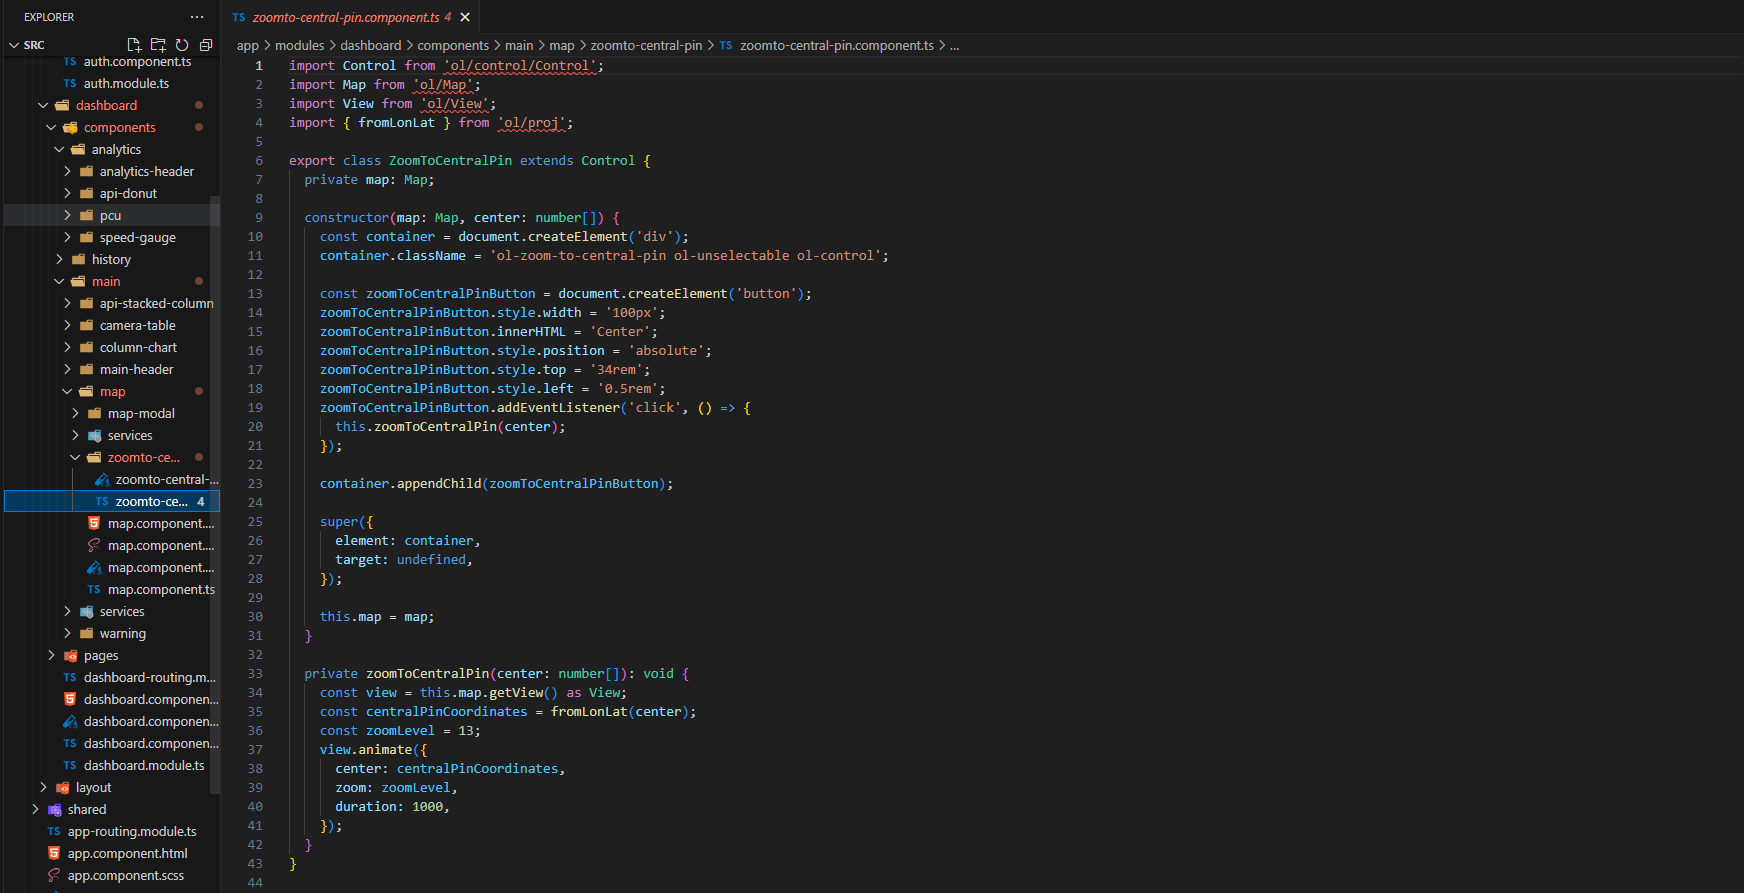 EXPLORER
SRC
auth.component.ts
auth.module.ts
dashboard
components
analytics
analytics-header
api-donut
pcu
speed-gauge
history
main
api-stacked-column
camera-table
column-chart
main-header
map
map-modal
services
zoomto-ce...
zoomto-central-...
TS zoomto-ce... 4
map.component....
map.component....
map.component....
TS map.component.ts
services
warning
pages
TS dashboard-routing.m...
dashboard.componen...
dashboard.componen...
TS dashboard.componen...
TS dashboard.module.ts
layout
shared
TS app-routing.module.ts
app.component.html
app.component.scss
TS zoomto-central-pin.component.ts 4
app > modules > dashboard > components > main > map > zoomto-central-pin > TS zoomto-central-pin.component.ts > ...
1 import Control from 'ol/control/Control';
2 import Map from 'ol/Map';
3 import View from 'ol/View';
4 import { fromLonLat } from 'ol/proj';
5
6 export class ZoomToCentralPin extends Control {
7 private map: Map;
8
9 constructor(map: Map, center: number[]) {
10 const container = document.createElement('div');
11 container.className = 'ol-zoom-to-central-pin ol-unselectable ol-control';
12
13 const zoomToCentralPinButton = document.createElement('button');
14 zoomToCentralPinButton.style.width = '100px';
15 zoomToCentralPinButton.innerHTML = 'Center';
16 zoomToCentralPinButton.style.position = 'absolute';
17 zoomToCentralPinButton.style.top = '34rem';
18 zoomToCentralPinButton.style.left = '0.5rem';
19 zoomToCentralPinButton.addEventListener('click', () => {
20 this.zoomToCentralPin(center);
21 });
22
23 container.appendChild(zoomToCentralPinButton);
24
25 super({
26 element: container,
27 target: undefined,
28 });
29
30 this.map = map;
31 }
32
33 private zoomToCentralPin(center: number[]): void {
34 const view = this.map.getView() as View;
35 const centralPinCoordinates = fromLonLat(center);
36 const zoomLevel = 13;
37 view.animate({
38 center: centralPinCoordinates,
39 zoom: zoomLevel,
40 duration: 1000,
41 });
42 }
43 }
44